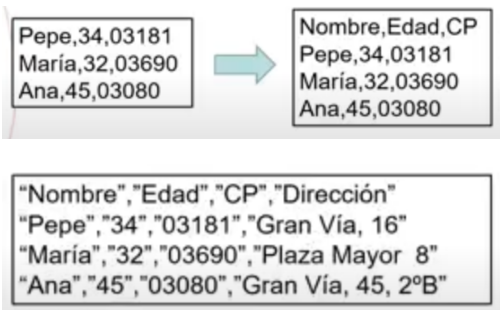 Pepe,34,03181
María,32,03690
Ana,45,03080
Nombre,Edad,CP
Pepe,34,03181
María,32,03690
Ana,45,03080
“Nombre”,”Edad”,”CP”,”Dirección”
“Pepe”,”34”,”03181”,”Gran Vía, 16”
“María”,”32”,”03690”,”Plaza Mayor  8”
“Ana”,”45”,”03080”,”Gran Vía, 45, 2ºB”